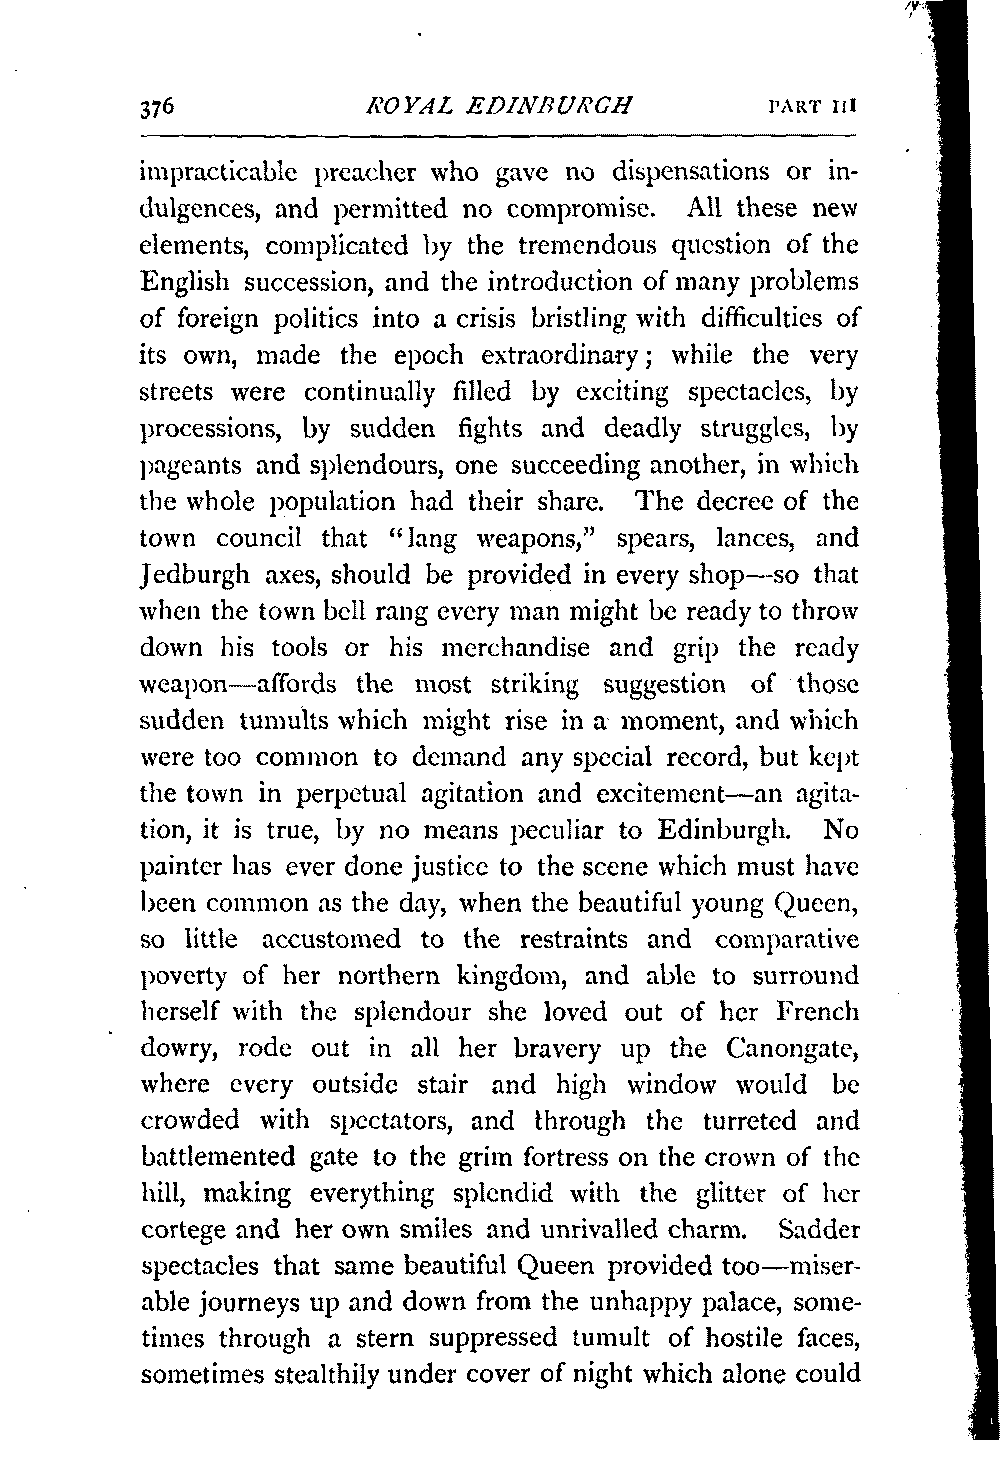 376 ROYAL EDINBURGH PART III
impracticable preacher who gave no dispensations or in-
dulgences, and permitted no compromise. All these new
elements, complicated by the tremendous question of the
English succession, and the introduction of many problems
of foreign politics into a crisis bristling with difficulties of
its own, made the epoch extraordinary; while the very
streets were continually filled by exciting spectacles, by
processions, by sudden fights and deadly struggles, by
pageants and splendours, one succeeding another, in which
the whole population had their share. The decree of the
town council that "lang weapons," spears, lances, and
Jedburgh axes, should be provided in every shop—so that
when the town bell rang every man might be ready to throw
down his tools or his merchandise and grip the ready
weapon—affords the most striking suggestion of those
sudden tumults which might rise in a moment, and which
were too common to demand any special record, but kept
the town in perpetual agitation and excitement—an agita-
tion, it is true, by no means peculiar to Edinburgh. No
painter has ever done justice to the scene which must have
been common as the day, when the beautiful young Queen,
so little accustomed to the restraints and comparative
poverty of her northern kingdom, and able to surround
herself with the splendour she loved out of her French
dowry, rode out in all her bravery up the Canongate,
where every outside stair and high window would be
crowded with spectators, and through the turreted and
battlemented gate to the grim fortress on the crown of the
hill, making everything splendid with the glitter of her
cortege and her own smiles and unrivalled charm. Sadder
spectacles that same beautiful Queen provided too—miser-
able journeys up and down from the unhappy palace, some-
times through a stern suppressed tumult of hostile faces,
sometimes stealthily under cover of night which alone could